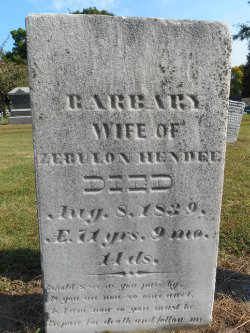 BARBARY
WIFE OF
ZEBULON HENDEE
DIED
Aug. 8, 1839,
Æ. 71 yrs. 9 mo.
11 ds.
Behold & see as you pass by,
As you are now so once was I,
As I am now so you must be,
Prepare for death and follow me.